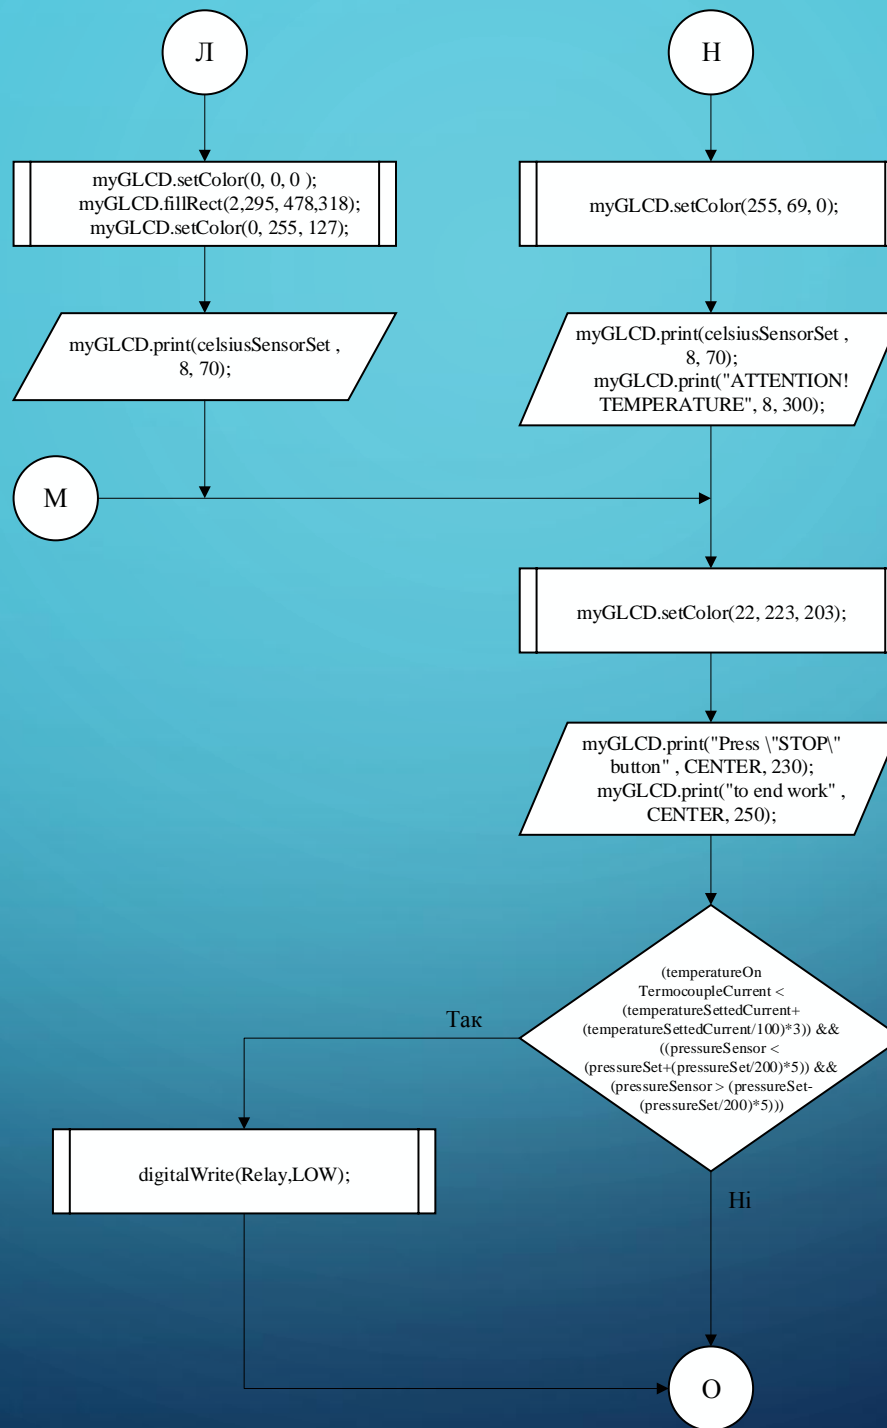 Л
Н
myGLCD.setColor(0, 0, 0 );
myGLCD.fillRect(2,295, 478,318);
myGLCD.setColor(0, 255, 127);
myGLCD.setColor(255, 69, 0);
myGLCD.print(celsiusSensorSet ,
8, 70);
myGLCD.print(celsiusSensorSet ,
8, 70);
myGLCD.print("ATTENTION!
TEMPERATURE", 8, 300);
М
myGLCD.setColor(22, 223, 203);
myGLCD.print("Press \"STOP\"
button" , CENTER, 230);
myGLCD.print("to end work" ,
CENTER, 250);
(temperatureOn
TermocoupleCurrent <
(temperatureSettedCurrent+
(temperatureSettedCurrent/100)*3)) &&
((pressureSensor <
(pressureSet+(pressureSet/200)*5)) &&
(pressureSensor > (pressureSet-
(pressureSet/200)*5)))
Так
digitalWrite(Relay,LOW);
Ні
О